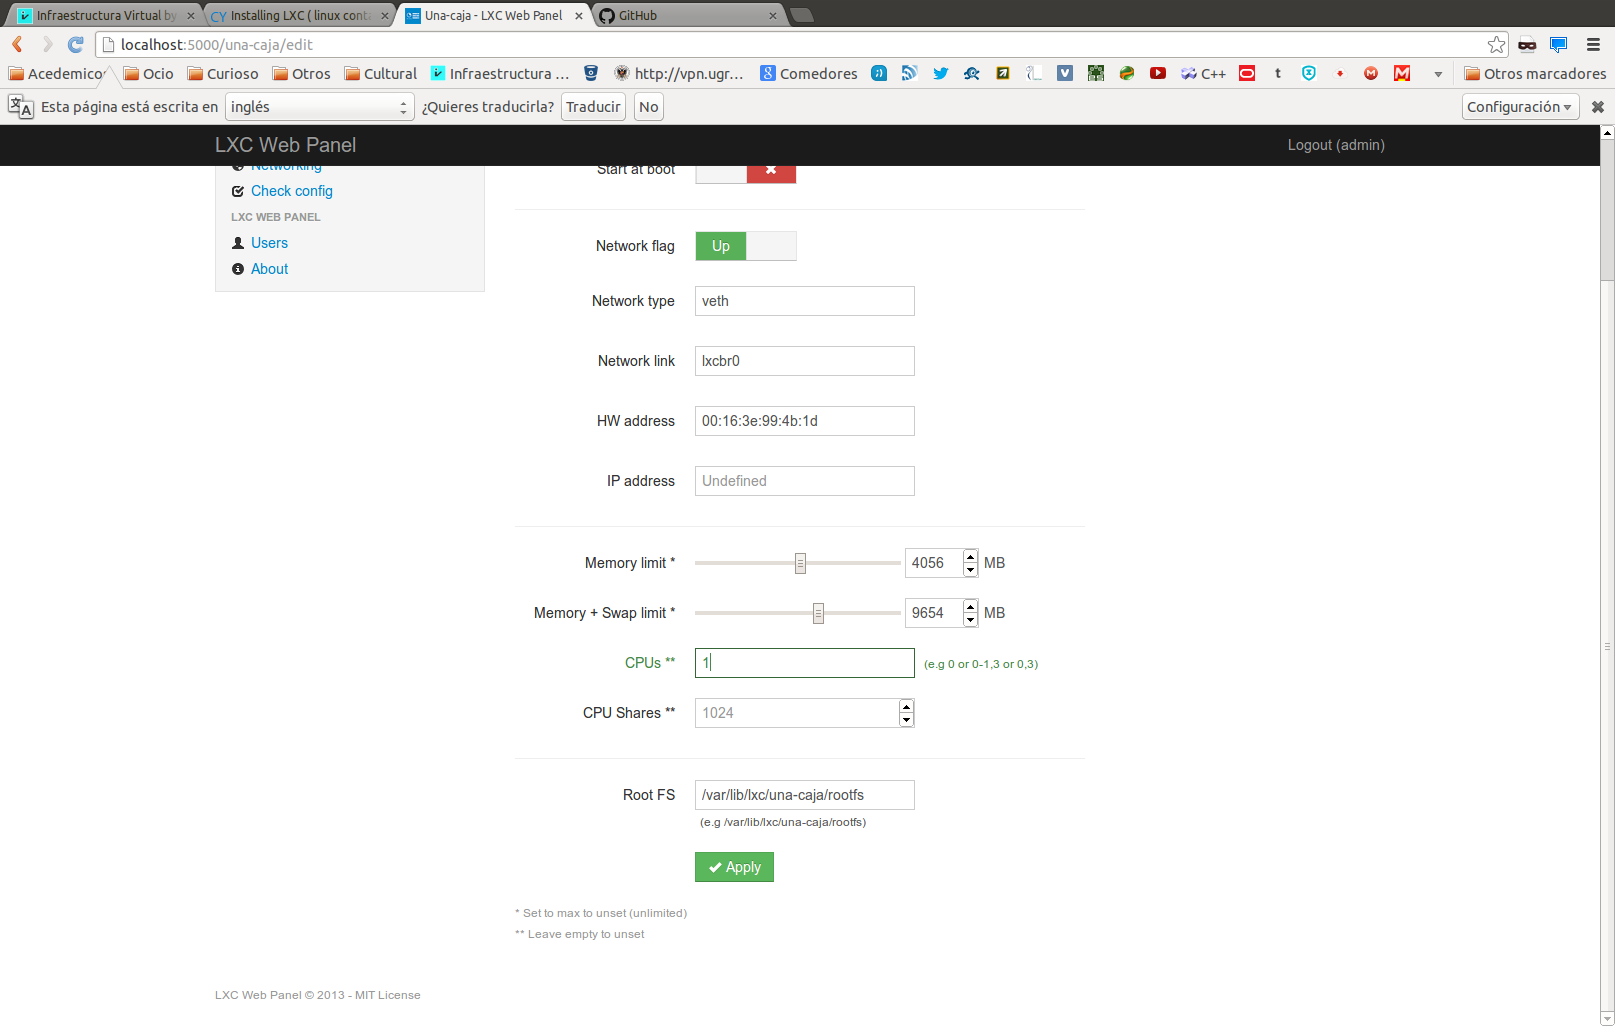 Infraestructura Virtual by
Installing LXC ( linux conta
Una-caja - LXC Web Panel
GitHub
localhost:5000/una-caja/edit
Acedemico
Ocio
Curioso
Otros
Cultural
Infraestructura ...
http://vpn.ugr...
Comedores
C++
Otros marcadores
Esta página está escrita en
inglés
¿Quieres traducirla?
Traducir
No
Configuración
LXC Web Panel
Logout (admin)
Networking
Check config
LXC WEB PANEL
Users
About
Start at boot
Network flag
Up
Network type
veth
Network link
lxcbr0
HW address
00:16:3e:99:4b:1d
IP address
Undefined
Memory limit *
4056
MB
Memory + Swap limit *
9654
MB
CPUs **
1
(e.g 0 or 0-1,3 or 0,3)
CPU Shares **
1024
Root FS
/var/lib/lxc/una-caja/rootfs
(e.g /var/lib/lxc/una-caja/rootfs)
Apply
* Set to max to unset (unlimited)
** Leave empty to unset
LXC Web Panel © 2013 - MIT License